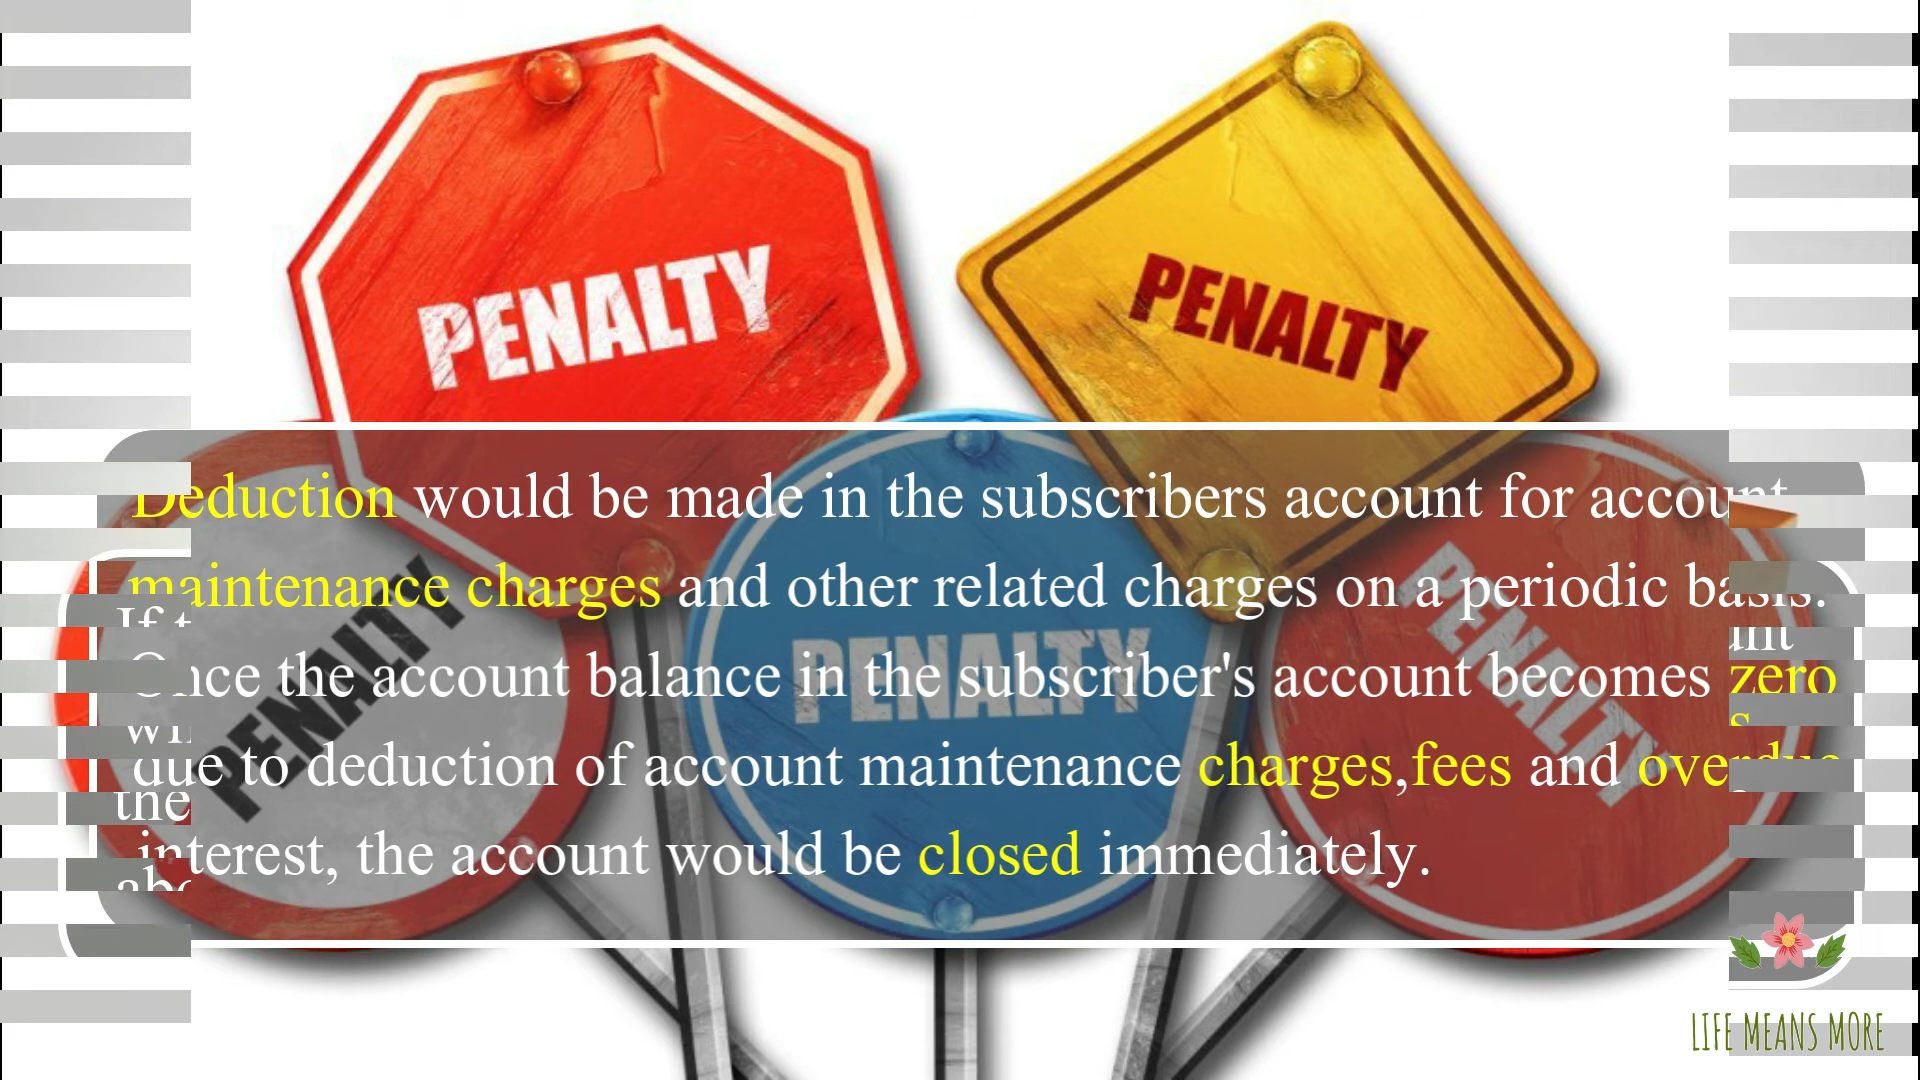 PENALTY
PENALTY
Deduction would be made in the subscribers account for account
maintenance charges and other related charges on a periodic basis.
Once the account balance in the subscriber's account becomes zero
due to deduction of account maintenance charges,fees and overdue
interest, the account would be closed immediately.
PENALTY
PENALTY
PENALTY
the
LIFE MEANS MORE